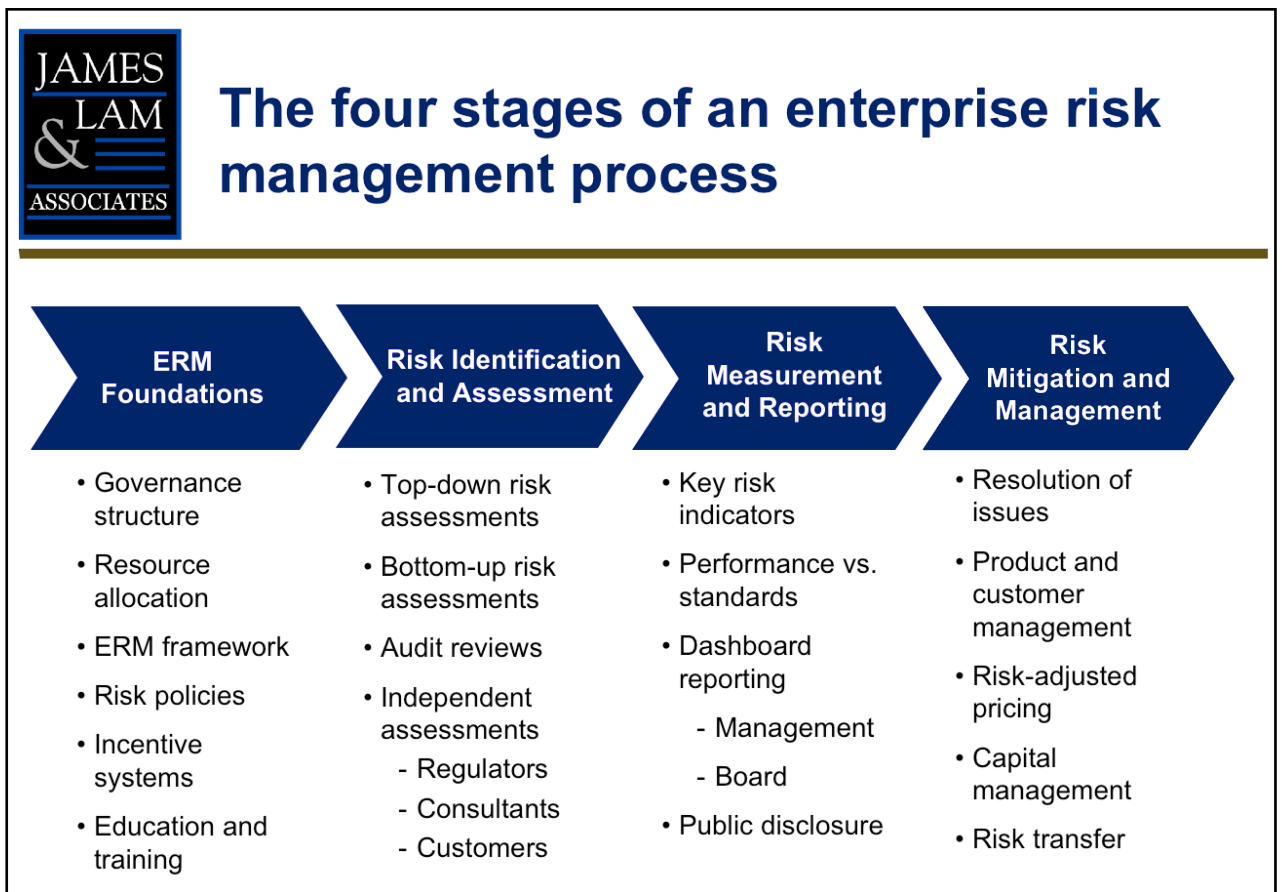 JAMES
& LAM
ASSOCIATES
The four stages of an enterprise risk
management process
ERM
Foundations
• Governance
structure
• Resource
allocation
• ERM framework
• Risk policies
• Incentive
systems
• Education and
training
Risk Identification
and Assessment
• Top-down risk
assessments
• Bottom-up risk
assessments
• Audit reviews
• Independent
assessments
- Regulators
- Consultants
- Customers
Risk
Measurement
and Reporting
• Key risk
indicators
• Performance vs.
standards
• Dashboard
reporting
- Management
- Board
• Public disclosure
Risk
Mitigation and
Management
• Resolution of
issues
• Product and
customer
management
• Risk-adjusted
pricing
• Capital
management
• Risk transfer